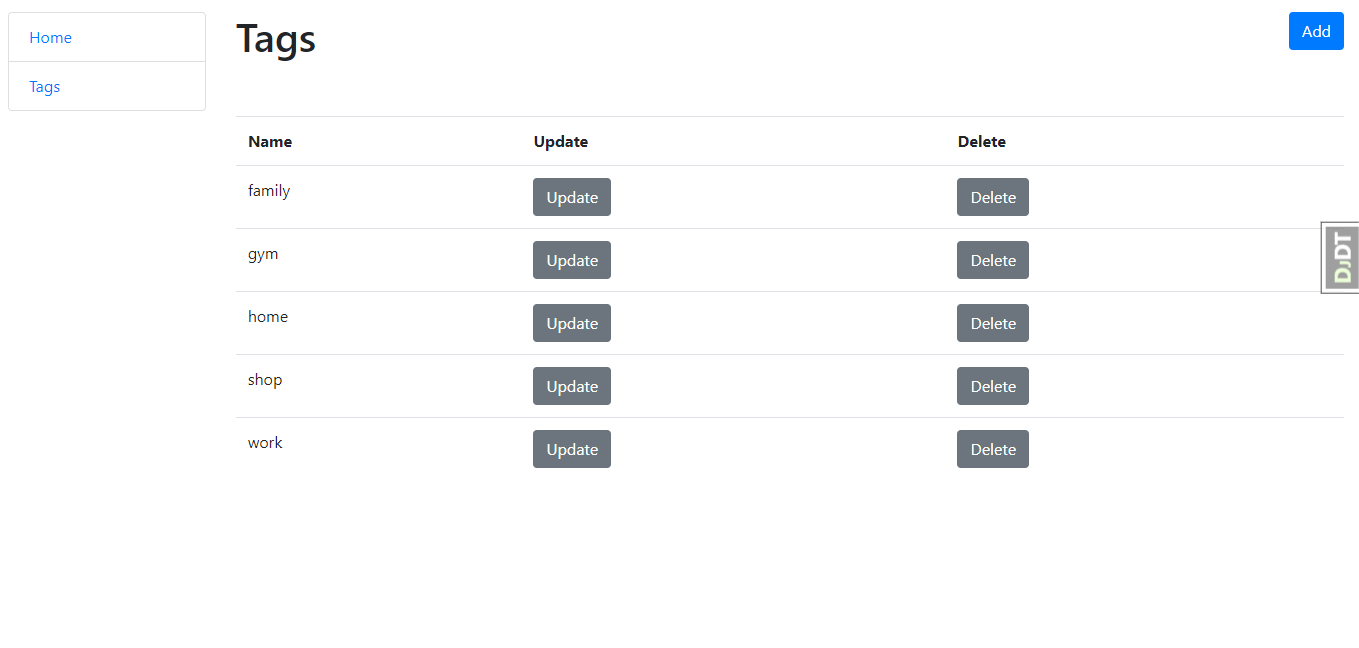 Home
Tags
Tags
Add
Name Update Delete
family Update Delete
gym Update Delete
home Update Delete
shop Update Delete
work Update Delete
DJDT